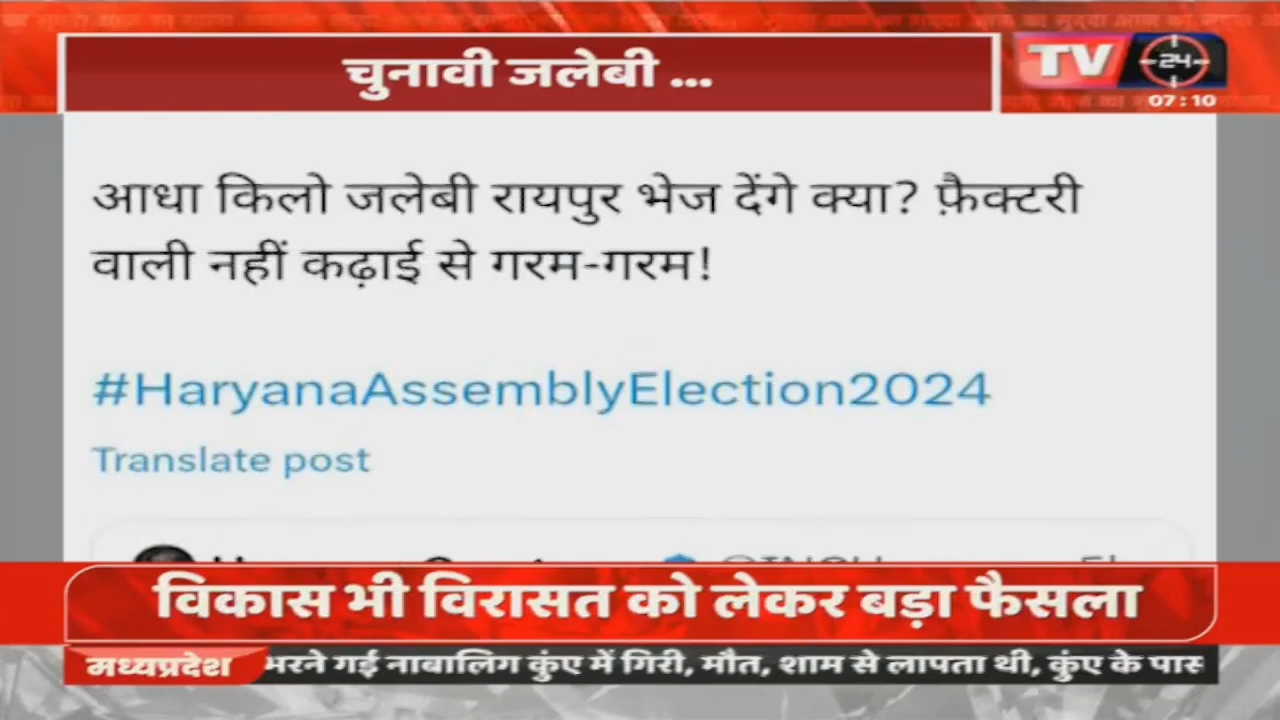 चुनावी जलेबी ...
TV 24
07:10
आधा किलो जलेबी रायपुर भेज देंगे क्या? फ़ैक्टरी
वाली नहीं कढ़ाई से गरम-गरम!
#HaryanaAssemblyElection2024
Translate post
विकास भी विरासत को लेकर बड़ा फैसला
मध्यप्रदेश भरने गई नाबालिग कुंए में गिरी, मौत, शाम से लापता थी, कुंए के पास